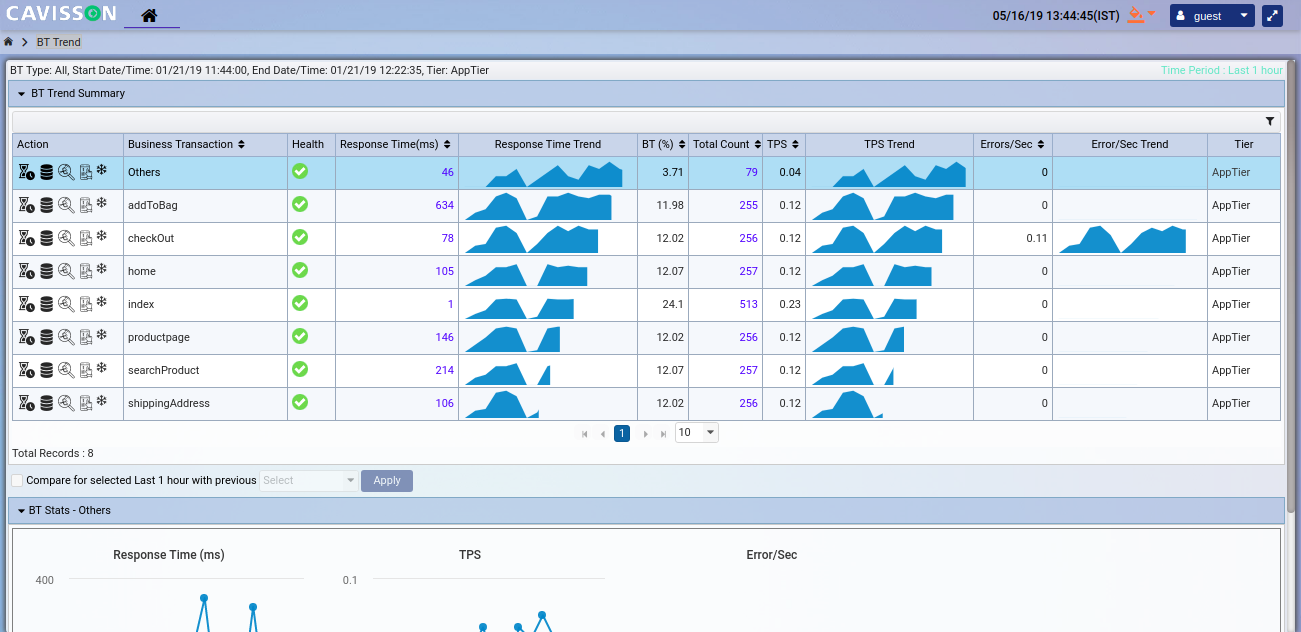 CAVISSON
05/16/19 13:44:45(IST)
guest
BT Trend
BT Type: All, Start Date/Time: 01/21/19 11:44:00, End Date/Time: 01/21/19 12:22:35, Tier: AppTier
Time Period : Last 1 hour
BT Trend Summary
Action Business Transaction Health Response Time(ms) Response Time Trend BT (%) Total Count TPS TPS Trend Errors/Sec Error/Sec Trend Tier
Others 46 3.71 79 0.04 0 AppTier
addToBag 634 11.98 255 0.12 0 AppTier
checkOut 78 12.02 256 0.12 0.11 AppTier
home 105 12.07 257 0.12 0 AppTier
index 1 24.1 513 0.23 0 AppTier
productpage 146 12.02 256 0.12 0 AppTier
searchProduct 214 12.07 257 0.12 0 AppTier
shippingAddress 106 12.02 256 0.12 0 AppTier
1 10
Total Records : 8
Compare for selected Last 1 hour with previous Select Apply
BT Stats - Others
Response Time (ms) TPS Error/Sec
400 0.1